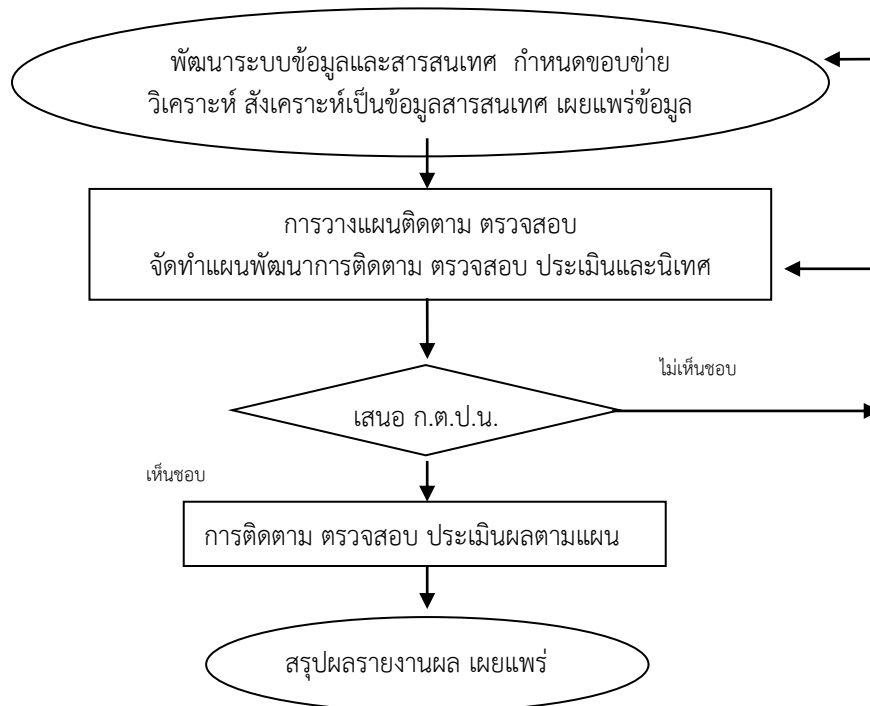 พัฒนาระบบข้อมูลและสารสนเทศ กำหนดขอบข่าย
วิเคราะห์ สังเคราะห์เป็นข้อมูลสารสนเทศ เผยแพร่ข้อมูล
การวางแผนติดตาม ตรวจสอบ
จัดทำแผนพัฒนาการติดตาม ตรวจสอบ ประเมินและนิเทศ
ไม่เห็นชอบ
เสนอ ก.ต.ป.น.
เห็นชอบ
การติดตาม ตรวจสอบ ประเมินผลตามแผน
สรุปผลรายงานผล เผยแพร่